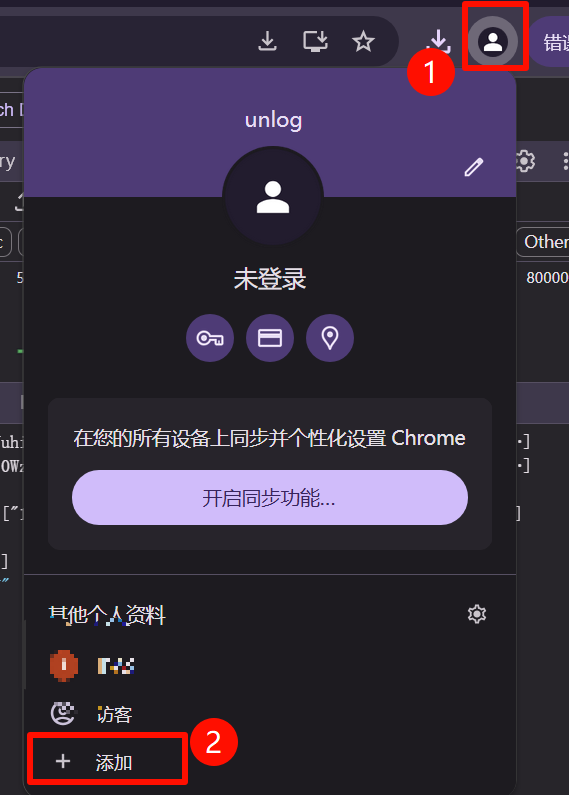 1
错误
unlog
ch D
ry
Other
5
80000
未登录
在您的所有设备上同步并个性化设置 Chrome
开启同步功能...
["1
]
]
]
]
"
其他个人资料
访客
添加
2